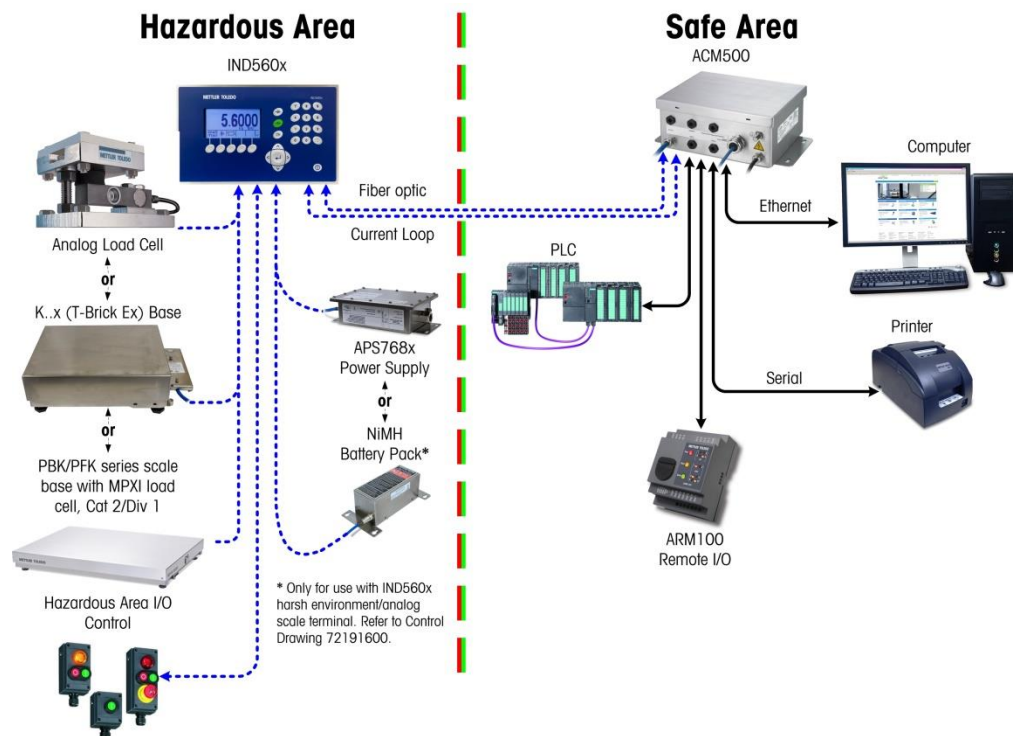 Hazardous Area
Safe Area
IND560x
ACM500
METTLER TOLEDO
5.6000
Computer
Fiber optic
Ethernet
Current Loop
PLC
Analog Load Cell
or
K..x (T-Brick Ex) Base
APS768x
Power Supply
or
NiMH
Battery Pack*
Printer
Serial
or
PBK/PFK series scale
base with MPXI load
cell, Cat 2/Div 1
ARM100
Remote I/O
* Only for use with IND560x
harsh environment/analog
scale terminal. Refer to Control
Drawing 72191600.
Hazardous Area I/O
Control